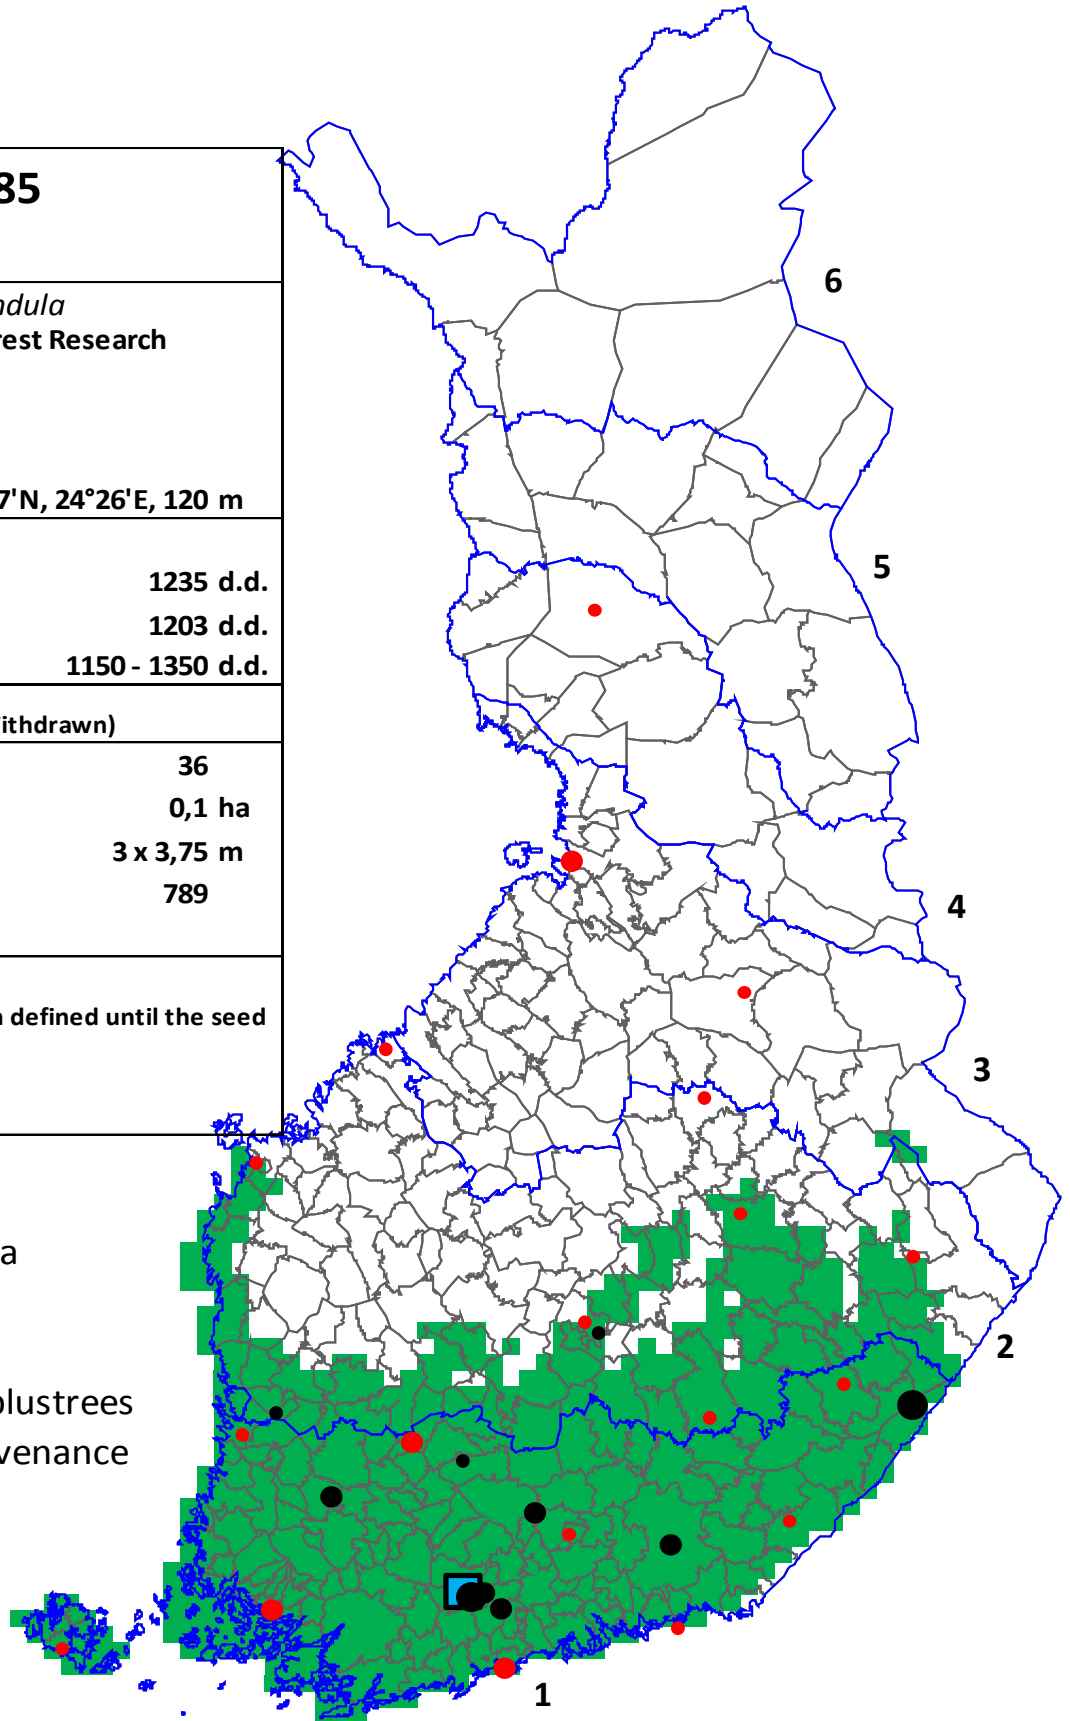 85
ndula
rest Research
7'N, 24°26'E, 120 m
1235 d.d.
1203 d.d.
1150 - 1350 d.d.
ithdrawn)
36
0,1 ha
3 x 3,75 m
789
defined until the seed
a
plustrees
venance
6
5
4
3
2
1